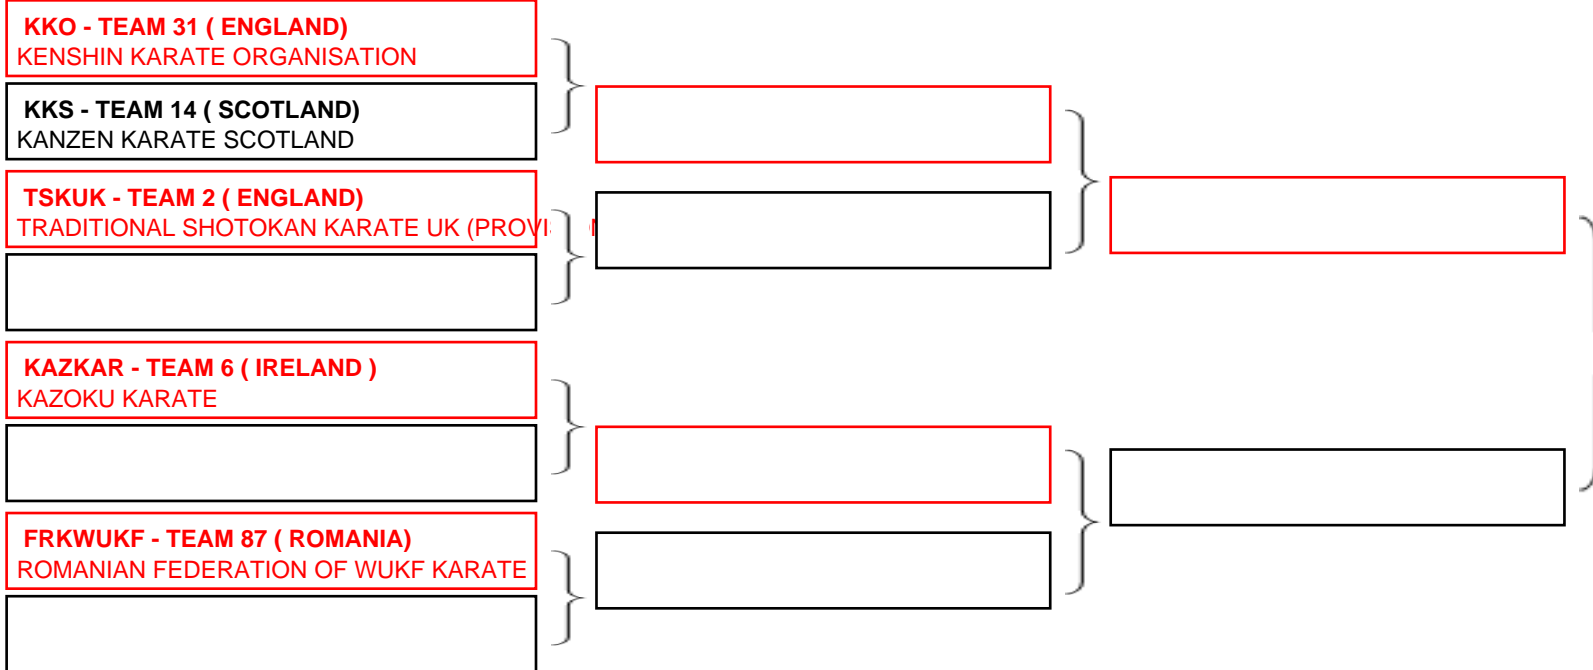 KKO - TEAM 31 ( ENGLAND)
KENSHIN KARATE ORGANISATION
KKS - TEAM 14 ( SCOTLAND)
KANZEN KARATE SCOTLAND
TSKUK - TEAM 2 ( ENGLAND)
TRADITIONAL SHOTOKAN KARATE UK
KAZKAR - TEAM 6 ( IRELAND )
KAZOKU KARATE
FRKWUKF - TEAM 87 ( ROMANIA)
ROMANIAN FEDERATION OF WUKF KARATE